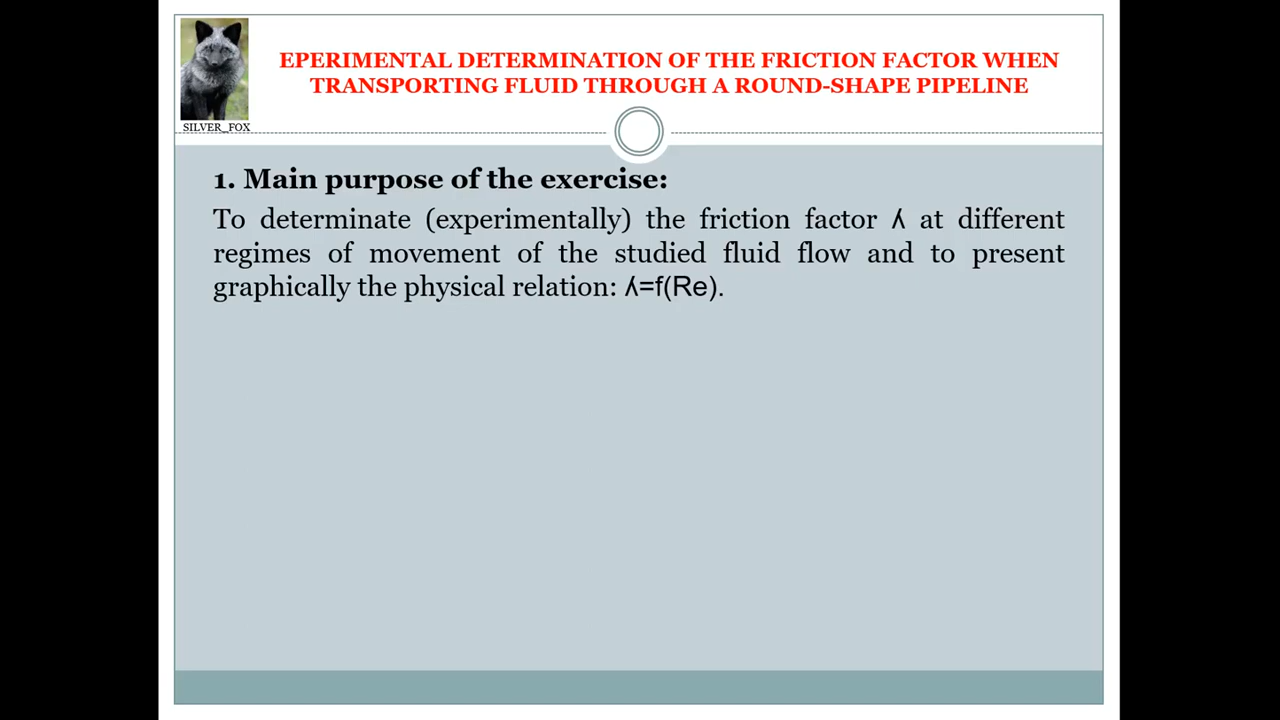 EPERIMENTAL DETERMINATION OF THE FRICTION FACTOR WHEN
TRANSPORTING FLUID THROUGH A ROUND-SHAPE PIPELINE
SILVER_FOX
1. Main purpose of the exercise:
To determinate (experimentally) the friction factor ʎ at different
regimes of movement of the studied fluid flow and to present
graphically the physical relation: ʎ=f(Re).